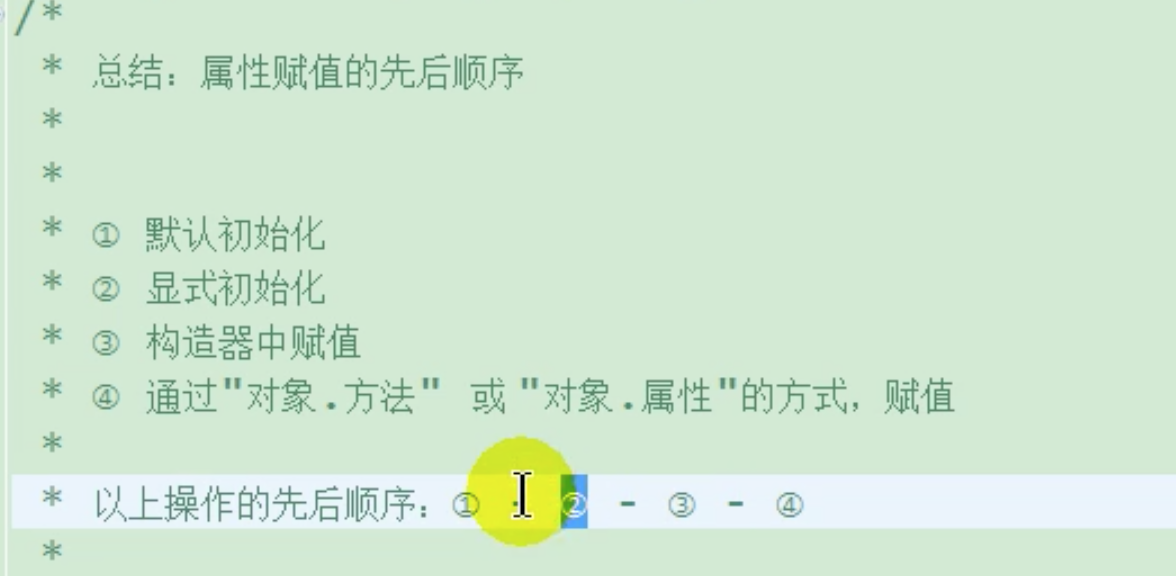 /*
* 总结：属性赋值的先后顺序
*
*
* ① 默认初始化
* ② 显式初始化
* ③ 构造器中赋值
* ④ 通过"对象.方法" 或 "对象.属性"的方式，赋值
*
* 以上操作的先后顺序：① - ② - ③ - ④
*